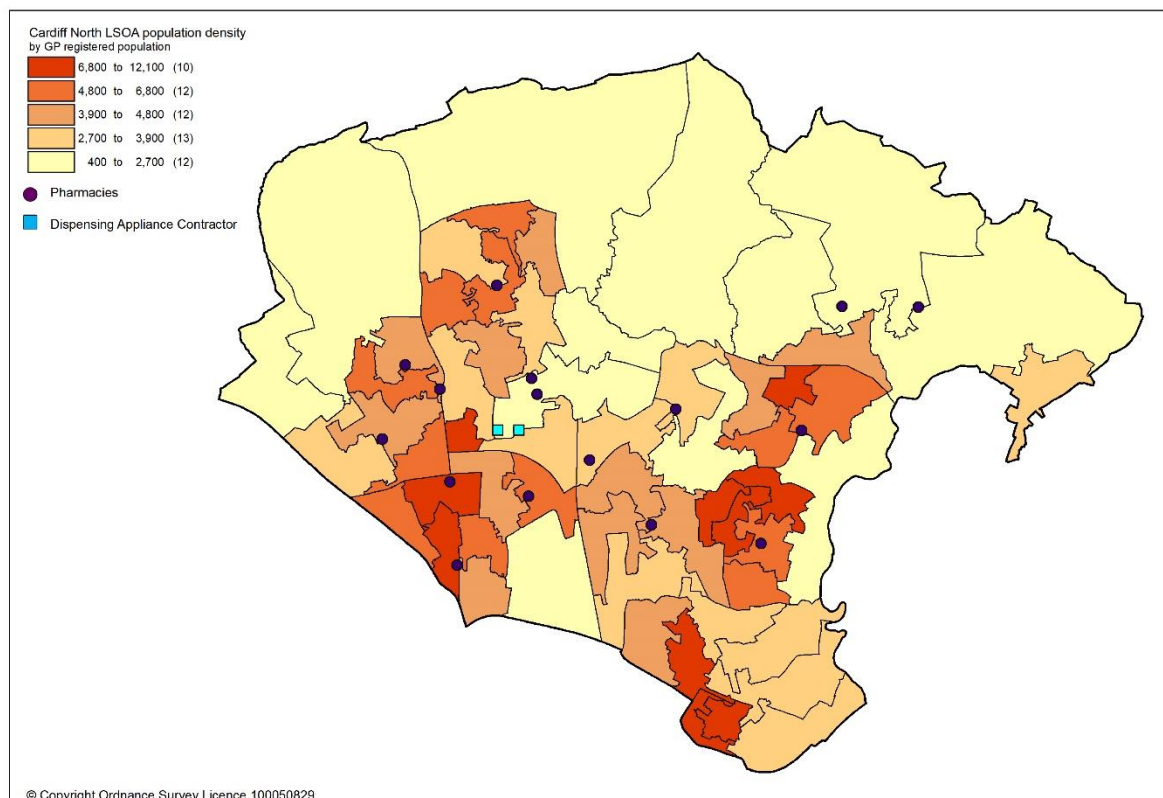 Cardiff North LSOA population density
by GP registered population
6,800 to 12,100 (10)
4,800 to 6,800 (12)
3,900 to 4,800 (12)
2,700 to 3,900 (13)
400 to 2,700 (12)
Pharmacies
Dispensing Appliance Contractor
© Copyright Ordnance Survey Licence 100050829